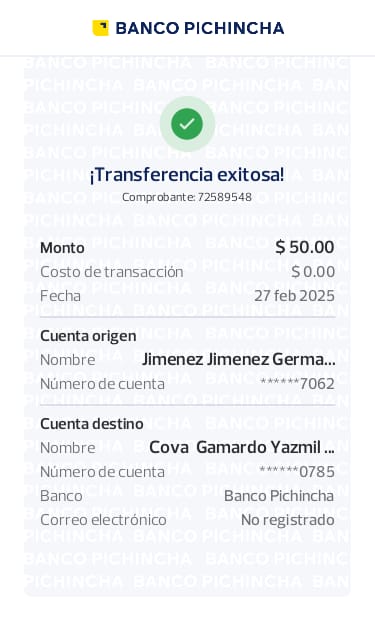 BANCO PICHINCHA
¡Transferencia exitosa!
Comprobante: 72589548
Monto $ 50.00
Costo de transacción $ 0.00
Fecha 27 feb 2025
Cuenta origen
Nombre Jimenez Jimenez Germa...
Número de cuenta ******7062
Cuenta destino
Nombre Cova Gamardo Yazmil ...
Número de cuenta ******0785
Banco Banco Pichincha
Correo electrónico No registrado